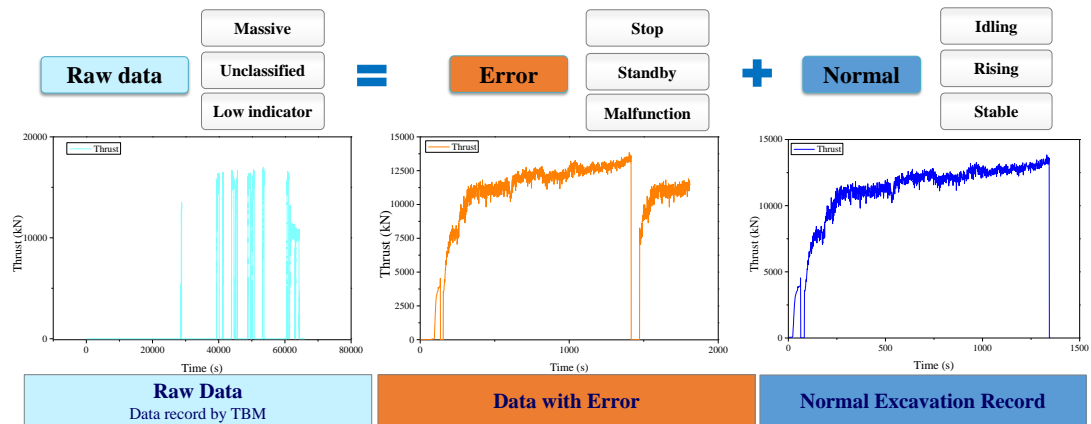 Massive
Unclassified
Low indicator
Raw data
=
Stop
Standby
Malfunction
Error
+
Idling
Rising
Stable
Normal
20000
10000
0
Thrust (kN)
Thrust
0
20000
40000
60000
80000
Time (s)
15000
12500
10000
7500
5000
2500
0
Thrust (kN)
Thrust
0
1000
2000
Time (s)
15000
10000
5000
0
Thrust (kN)
Thrust
0
500
1000
1500
Time (s)
Raw Data
Data record by TBM
Data with Error
Normal Excavation Record